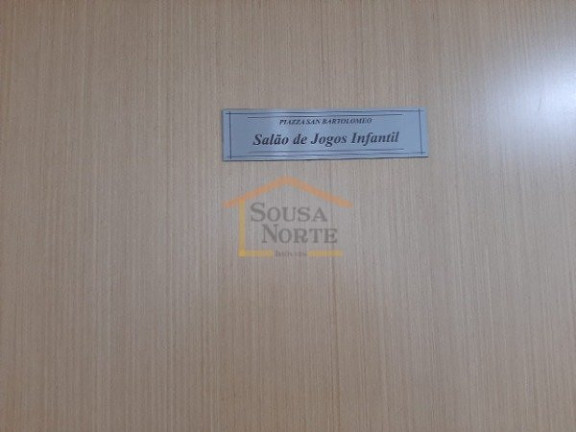 PIAZZA SAN BARTOLOMEO
Salão de Jogos Infantil
SOUSA
NORTE